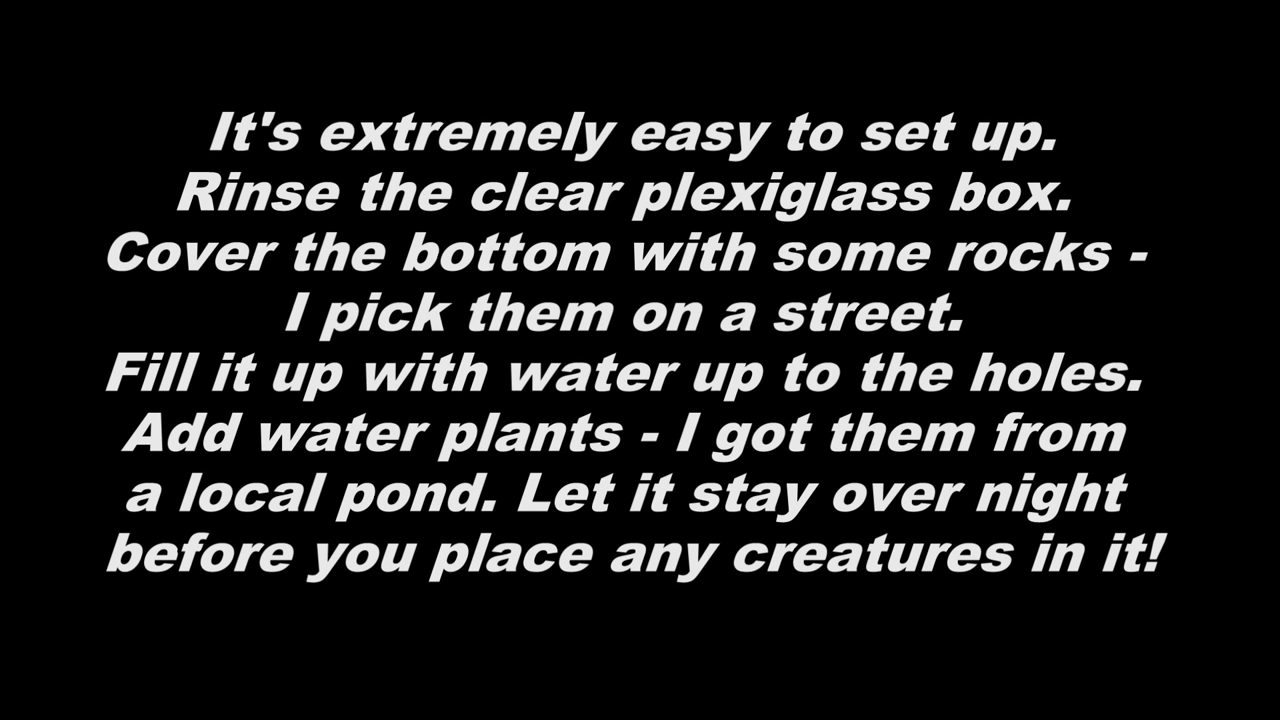 It's extremely easy to set up.
Rinse the clear plexiglass box.
Cover the bottom with some rocks -
I pick them on a street.
Fill it up with water up to the holes.
Add water plants - I got them from
a local pond. Let it stay over night
before you place any creatures in it!